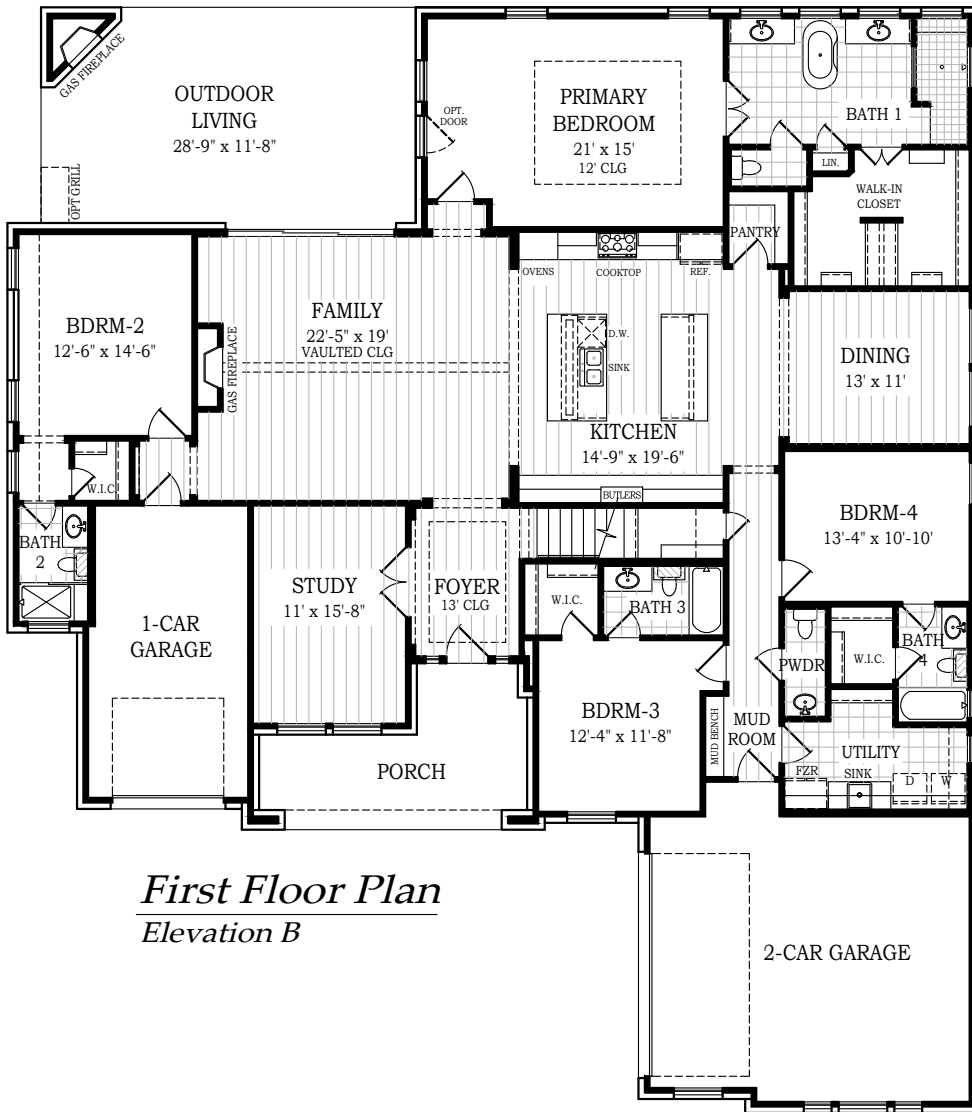 GAS FIREPLACE
OUTDOOR
LIVING
28'-9" x 11'-8"
OPT GRILL
OPT.
DOOR
PRIMARY
BEDROOM
21' x 15'
12' CLG
BATH 1
LIN.
WALK-IN
CLOSET
PANTRY
BDRM-2
12'-6" x 14'-6"
FAMILY
22'-5" x 19'
VAULTED CLG
GAS FIREPLACE
OVENS
COOKTOP
REF.
D.W.
SINK
KITCHEN
14'-9" x 19'-6"
BUTLERS
DINING
13' x 11'
W.I.C.
BATH
2
1-CAR
GARAGE
STUDY
11' x 15'-8"
FOYER
13' CLG
W.I.C.
BATH 3
BDRM-4
13'-4" x 10'-10'
PWDR
W.I.C.
BATH
4
BDRM-3
12'-4" x 11'-8"
MUD BENCH
MUD
ROOM
UTILITY
FZR
SINK
D
W
PORCH
First Floor Plan
Elevation B
2-CAR GARAGE